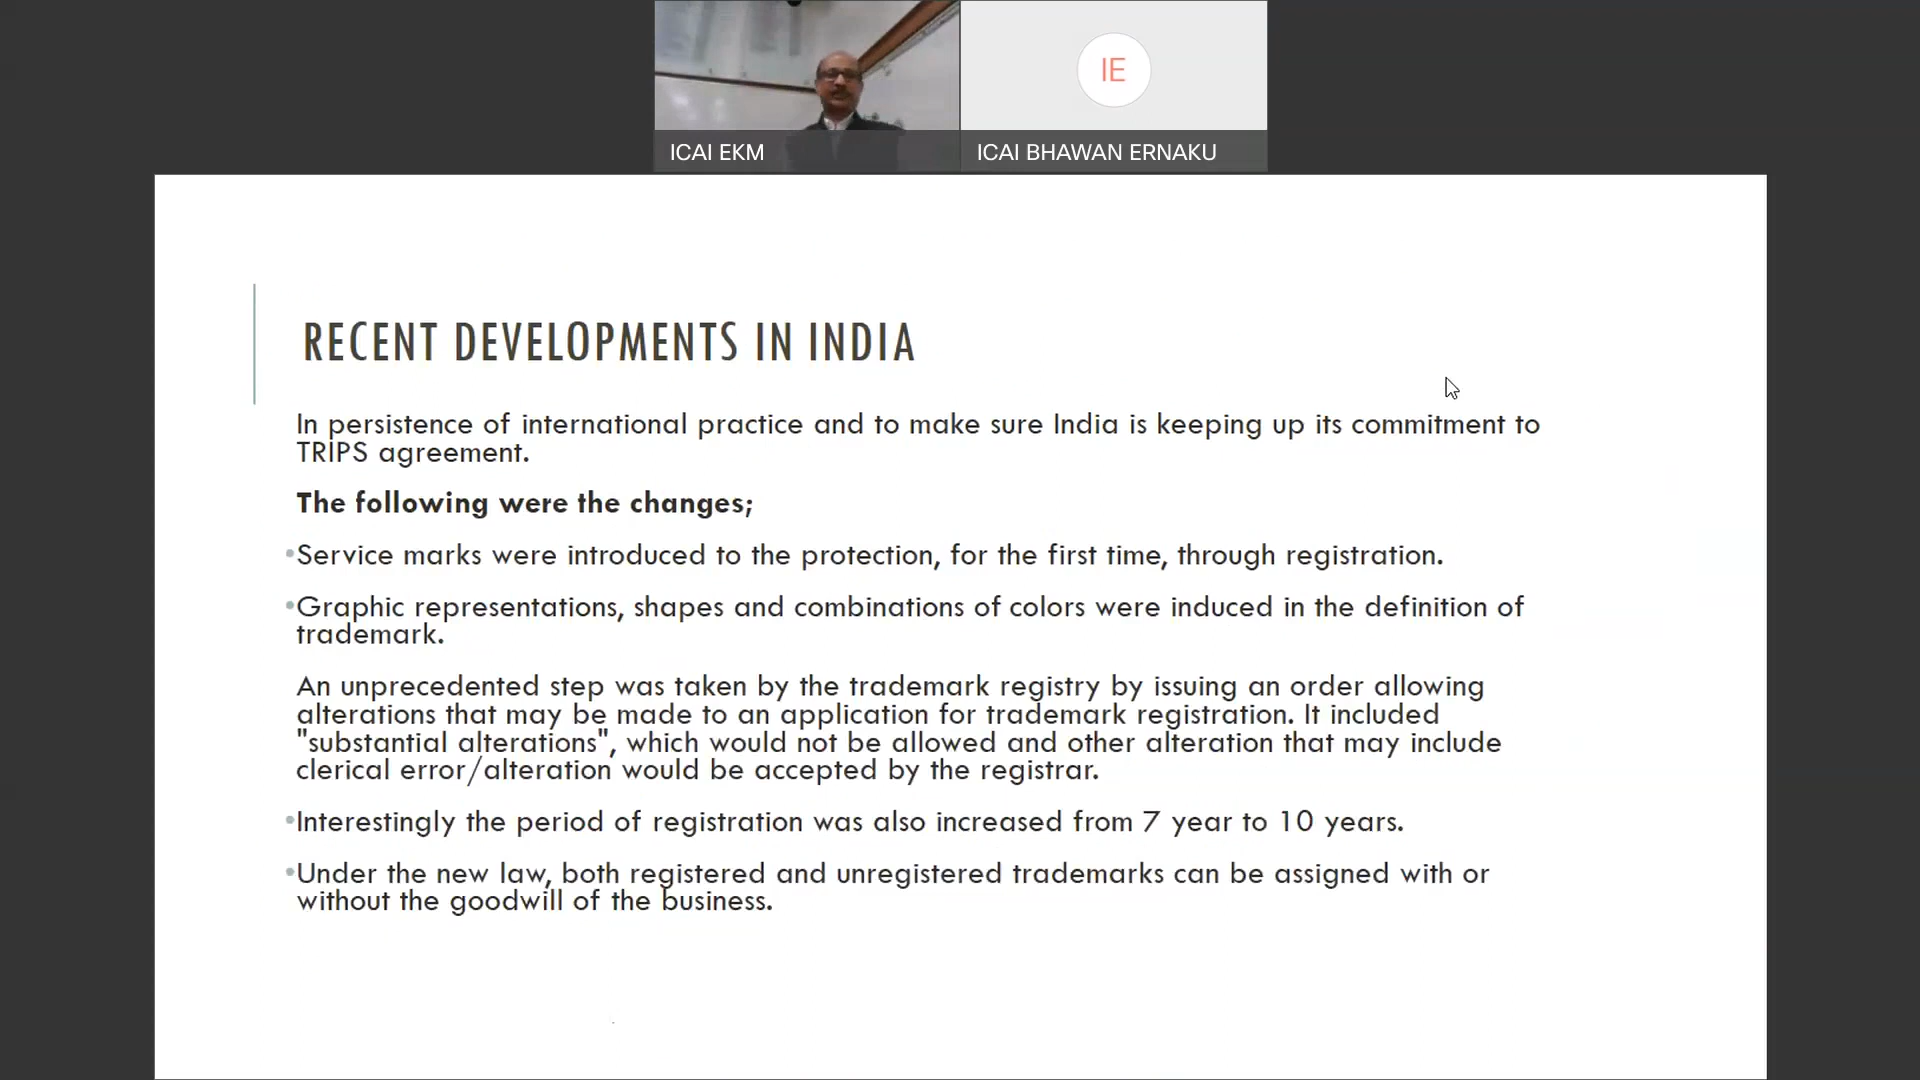 IE
ICAI EKM
ICAI BHAWAN ERNAKU
RECENT DEVELOPMENTS IN INDIA
In persistence of international practice and to make sure India is keeping up its commitment to
TRIPS agreement.
The following were the changes;
•Service marks were introduced to the protection, for the first time, through registration.
•Graphic representations, shapes and combinations of colors were induced in the definition of
trademark.
An unprecedented step was taken by the trademark registry by issuing an order allowing
alterations that may be made to an application for trademark registration. It included
"substantial alterations", which would not be allowed and other alteration that may include
clerical error/alteration would be accepted by the registrar.
•Interestingly the period of registration was also increased from 7 year to 10 years.
•Under the new law, both registered and unregistered trademarks can be assigned with or
without the goodwill of the business.